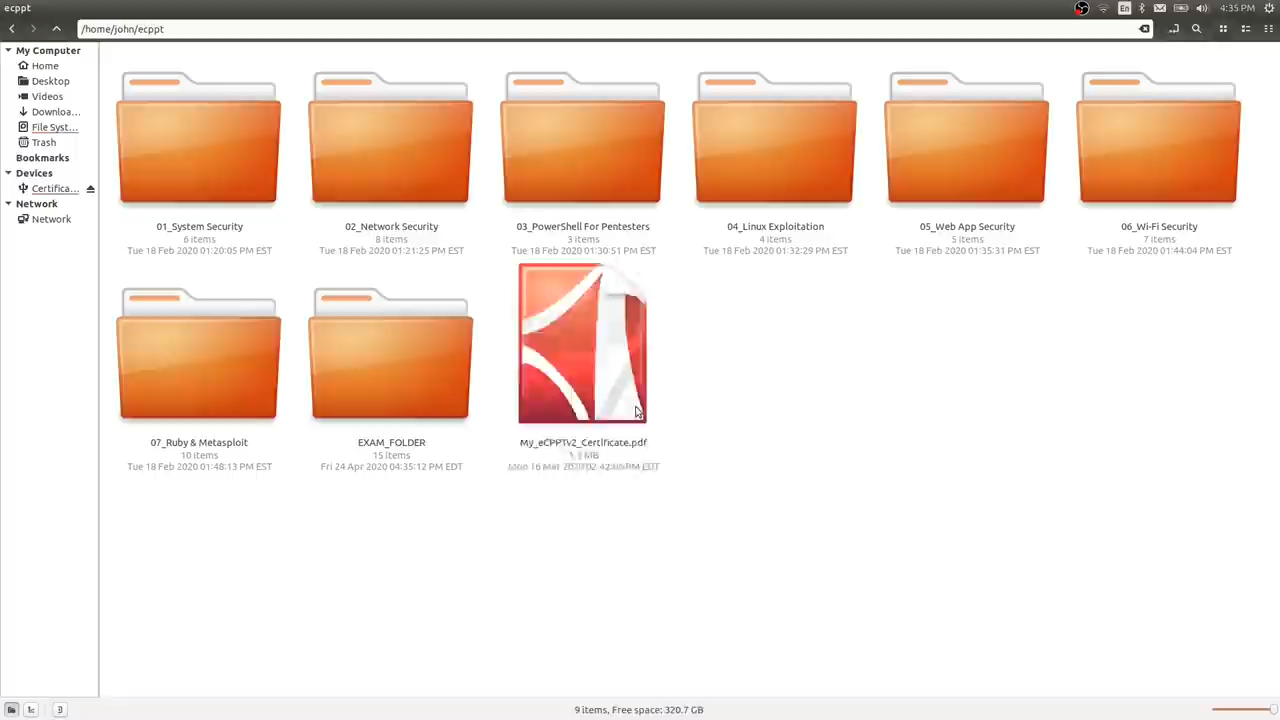 ecppt
En
4:35 PM
/home/john/ecppt
My Computer
Home
Desktop
Videos
Downloa...
File Syst...
Trash
Bookmarks
Devices
Certifica...
Network
Network
01_System Security
6 items
Tue 18 Feb 2020 01:20:05 PM EST
02_Network Security
8 items
Tue 18 Feb 2020 01:21:25 PM EST
03_PowerShell For Pentesters
3 items
Tue 18 Feb 2020 01:30:51 PM EST
04_Linux Exploitation
4 items
Tue 18 Feb 2020 01:32:29 PM EST
05_Web App Security
5 items
Tue 18 Feb 2020 01:35:31 PM EST
06_Wi-Fi Security
7 items
Tue 18 Feb 2020 01:44:04 PM EST
07_Ruby & Metasploit
10 items
Tue 18 Feb 2020 01:48:13 PM EST
EXAM_FOLDER
15 items
Fri 24 Apr 2020 04:35:12 PM EDT
My_eCPPTv2_Certificate.pdf
MB
Mon 16 Mar 2020 PM EDT
9 items, Free space: 320.7 GB